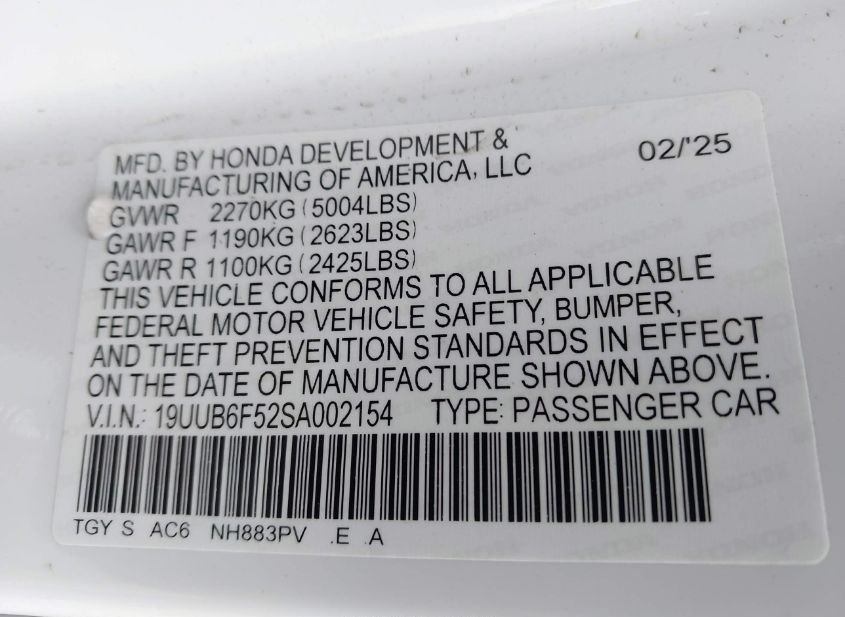 MFD. BY HONDA DEVELOPMENT &
MANUFACTURING OF AMERICA, LLC
02/'25
GVWR 2270KG (5004LBS)
GAWR F 1190KG (2623LBS)
GAWR R 1100KG (2425LBS)
THIS VEHICLE CONFORMS TO ALL APPLICABLE
FEDERAL MOTOR VEHICLE SAFETY, BUMPER,
AND THEFT PREVENTION STANDARDS IN EFFECT
ON THE DATE OF MANUFACTURE SHOWN ABOVE.
V.I.N.: 19UUB6F52SA002154 TYPE: PASSENGER CAR
TGY S AC6 NH883PV .E .A